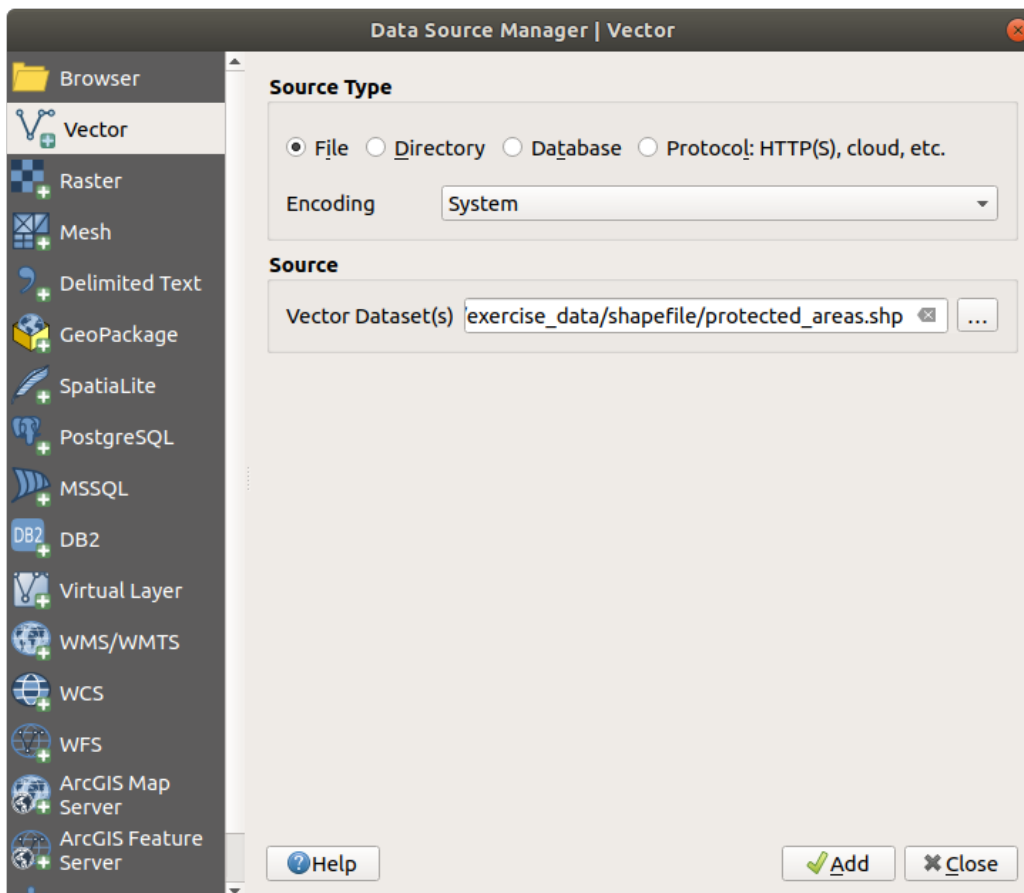 Data Source Manager | Vector
Browser
Vector
Raster
Mesh
Delimited Text
GeoPackage
SpatiaLite
PostgreSQL
MSSQL
DB2
DB2
Virtual Layer
WMS/WMTS
WCS
WFS
ArcGIS Map
Server
ArcGIS Feature
Server
Source Type
File Directory Database Protocol: HTTP(S), cloud, etc.
Encoding System
Source
Vector Dataset(s) /exercise_data/shapefile/protected_areas.shp ...
Help Add Close